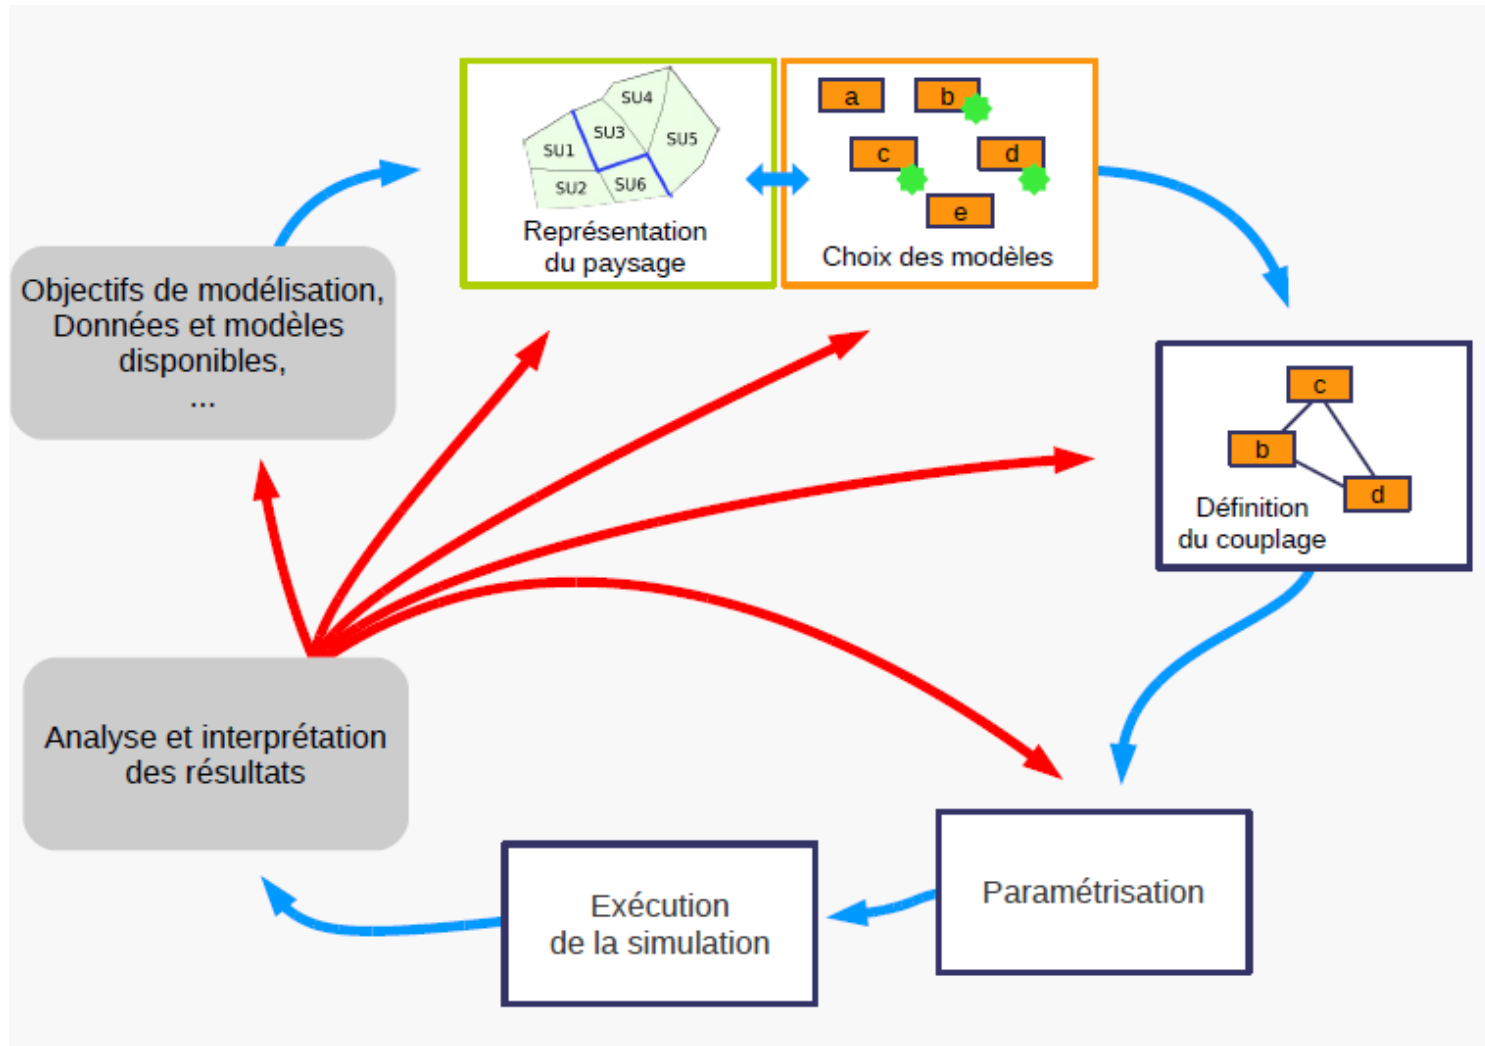 SU4
SU3
SU5
SU1
SU2
SU6
Représentation
du paysage
a
b
c
d
e
Choix des modèles
Objectifs de modélisation,
Données et modèles
disponibles,
...
c
b
d
Définition
du couplage
Analyse et interprétation
des résultats
Exécution
de la simulation
Paramétrisation